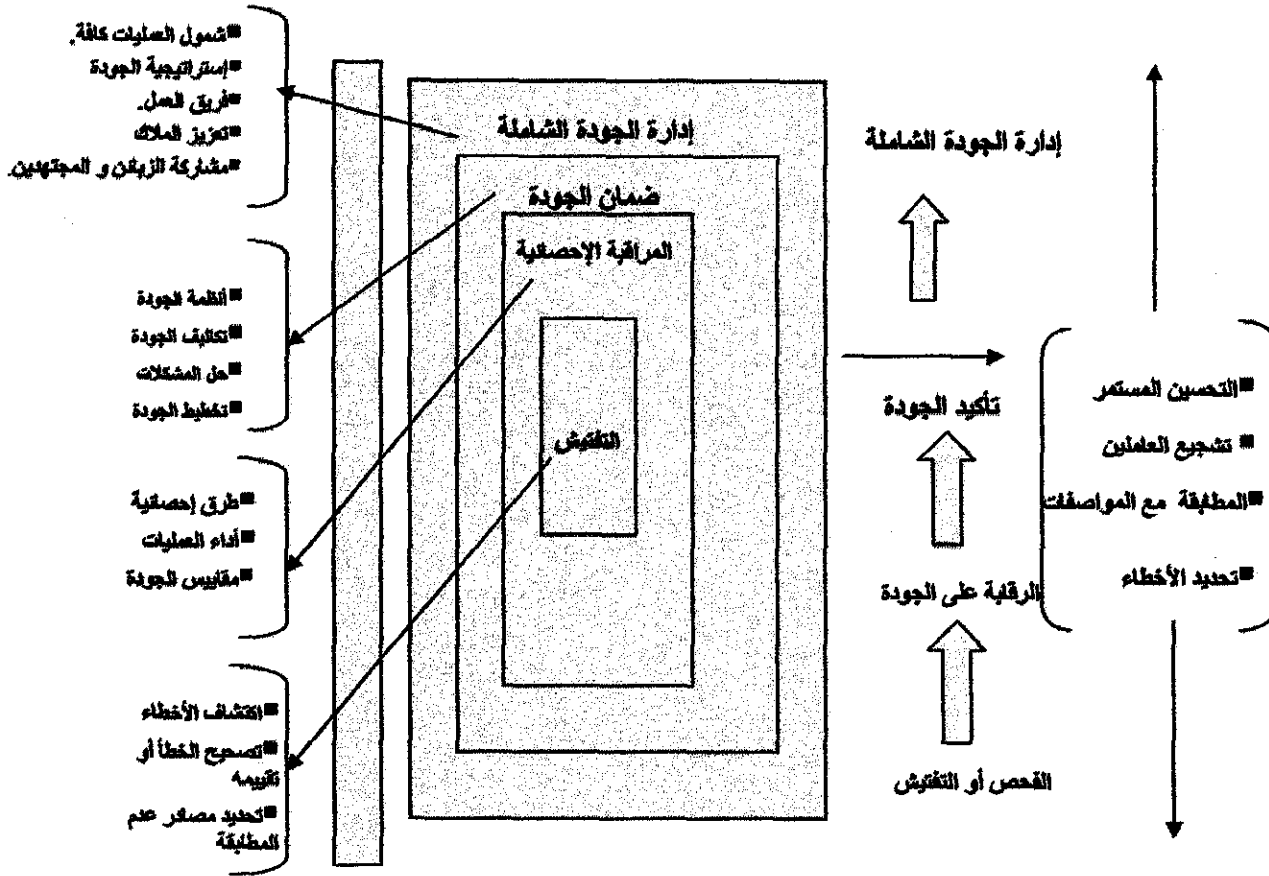 إدارة الجودة الشاملة
تأكيد الجودة
الرقابة على الجودة
الفحص أو التفتيش
■التحسين المستمر
■ تشجيع العاملين
■المطابقة مع المواصفات
■تحديد الأخطاء
إدارة الجودة الشاملة
ضمان الجودة
المراقبة الإحصائية
التفتيش
■شمول العمليات كافة.
■إستراتيجية الجودة
■فريق العمل.
■تعزيز الملاك
■مشاركة الزبائن و المجتهدين.
■أنظمة الجودة
■تكاليف الجودة
■حل المشكلات
■تخطيط الجودة
■طرق إحصائية
■أداء العمليات
■مقاييس الجودة
■اكتشاف الأخطاء
■تصحيح الخطأ أو
تقييمه
■تحديد مصادر عدم
المطابقة